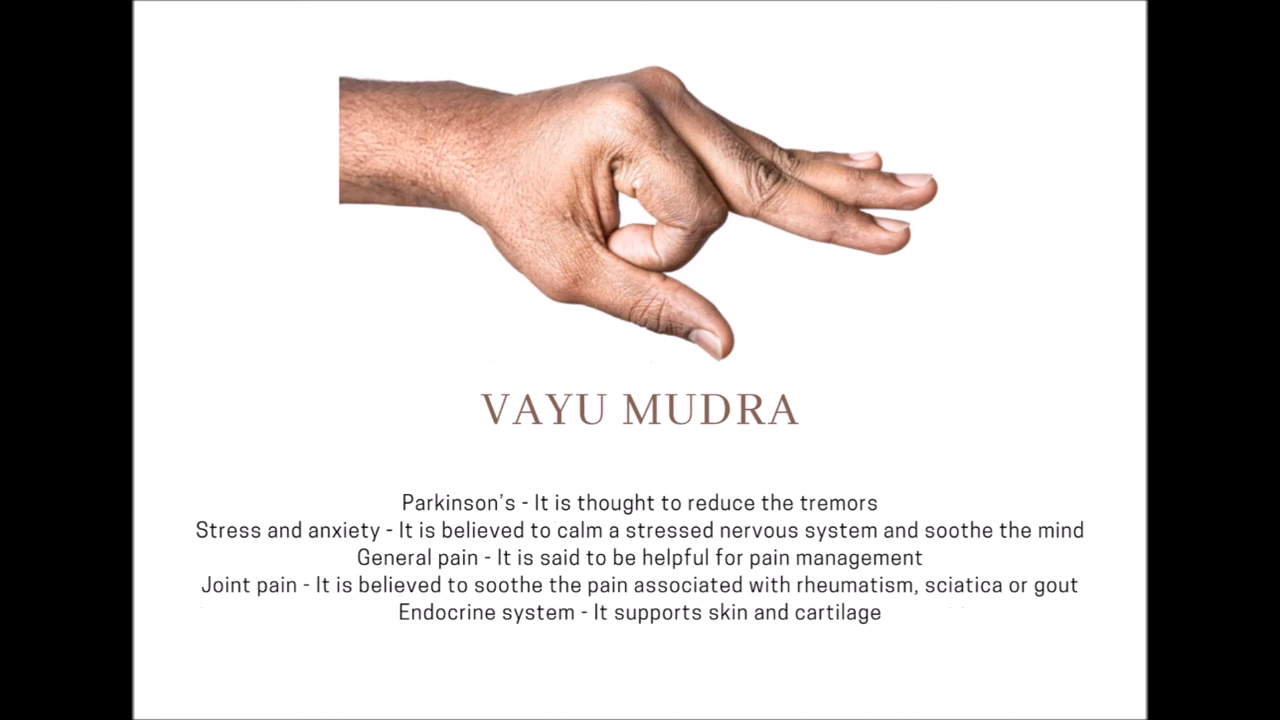 VAYU MUDRA
Parkinson's - It is thought to reduce the tremors
Stress and anxiety - It is believed to calm a stressed nervous system and soothe the mind
General pain - It is said to be helpful for pain management
Joint pain - It is believed to soothe the pain associated with rheumatism, sciatica or gout
Endocrine system - It supports skin and cartilage